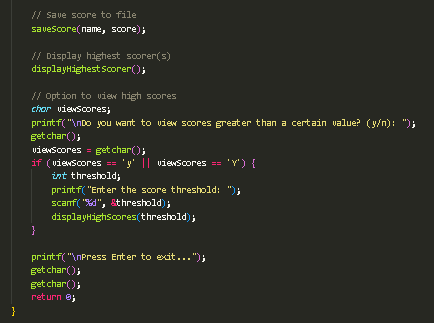 // Save score to file
saveScore(name, score);
// Display highest scorer(s)
displayHighestScorer();
// Option to view high scores
char viewScores;
printf("\nDo you want to view scores greater than a certain value? (y/n): ");
getchar();
viewScores = getchar();
if (viewScores == 'y' || viewScores == 'Y') {
int threshold;
printf("Enter the score threshold: ");
scanf("%d", &threshold);
displayHighScores(threshold);
}
printf("\nPress Enter to exit...");
getchar();
getchar();
return 0;
}